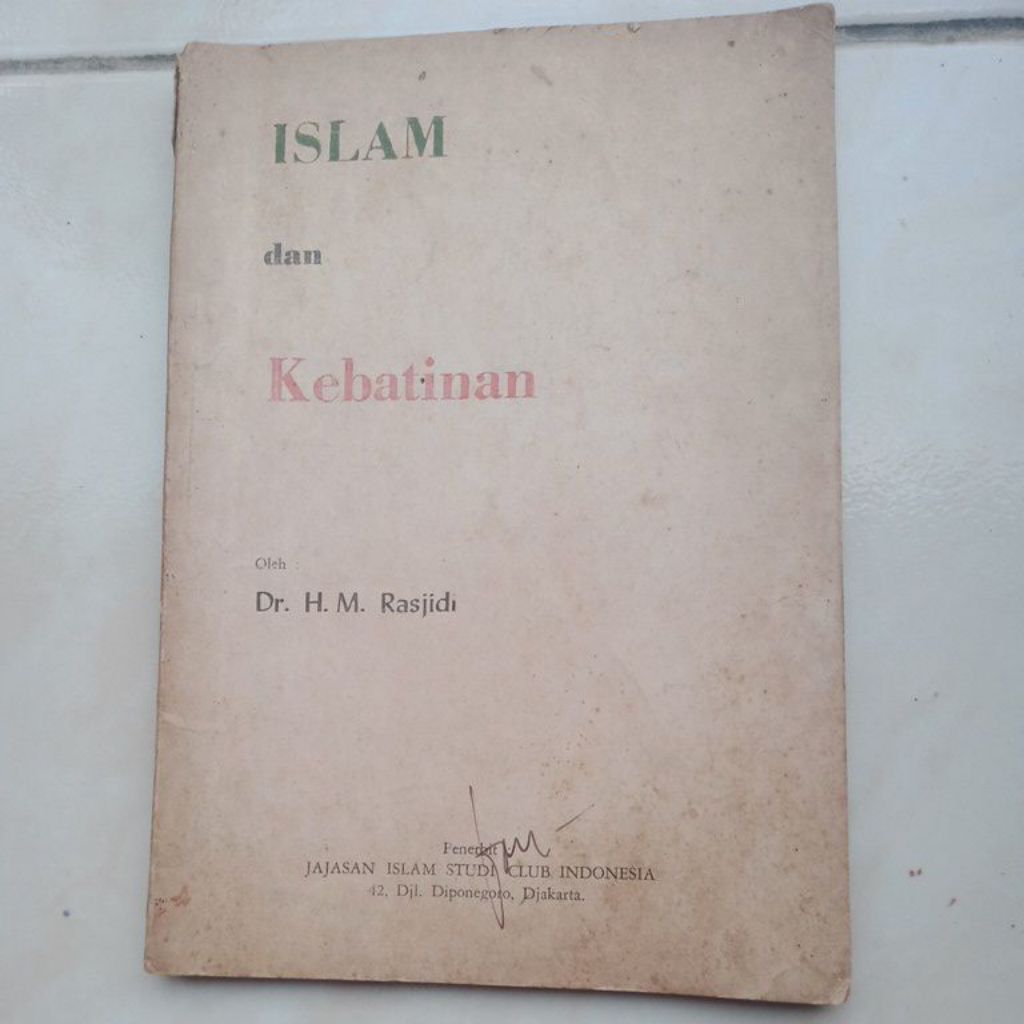 ISLAM
dan
Kebatinan
Oleh :
Dr. H. M. Rasjidi
Penerbit :
JAJASAN ISLAM STUDI CLUB INDONESIA
42, Djl. Diponegoro, Djakarta.